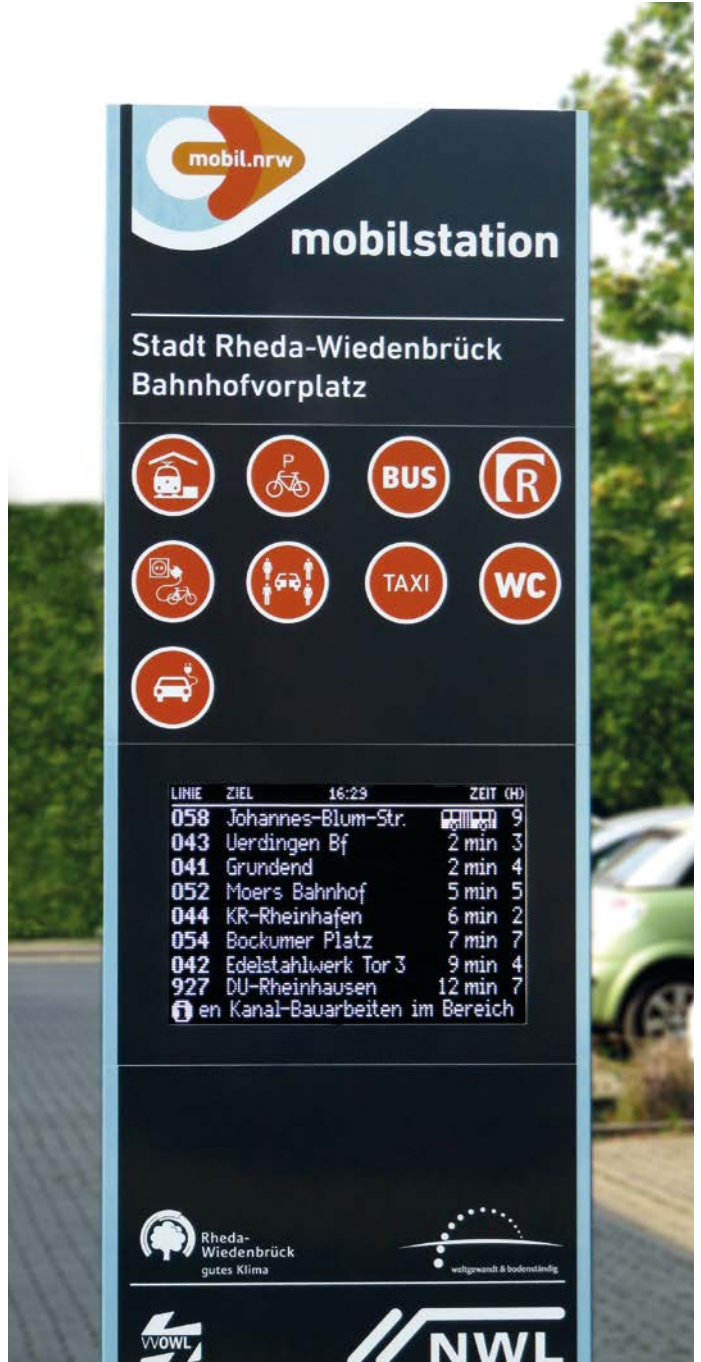 mobil.nrw
mobilstation
Stadt Rheda-Wiedenbrück
Bahnhofvorplatz
P
BUS
R
TAXI
WC
LINIE ZIEL 16:29 ZEIT (H)
058 Johannes-Blum-Str. 9
043 Uerdingen Bf 2 min 3
041 Grundend 2 min 4
052 Moers Bahnhof 5 min 5
044 KR-Rheinhafen 6 min 2
054 Bockumer Platz 7 min 7
042 Edelstahlwerk Tor 3 9 min 4
927 DU-Rheinhausen 12 min 7
i en Kanal-Bauarbeiten im Bereich
Rheda-
Wiedenbrück
gutes Klima
weltgewandt & bodenständig
VVOWL
NWL